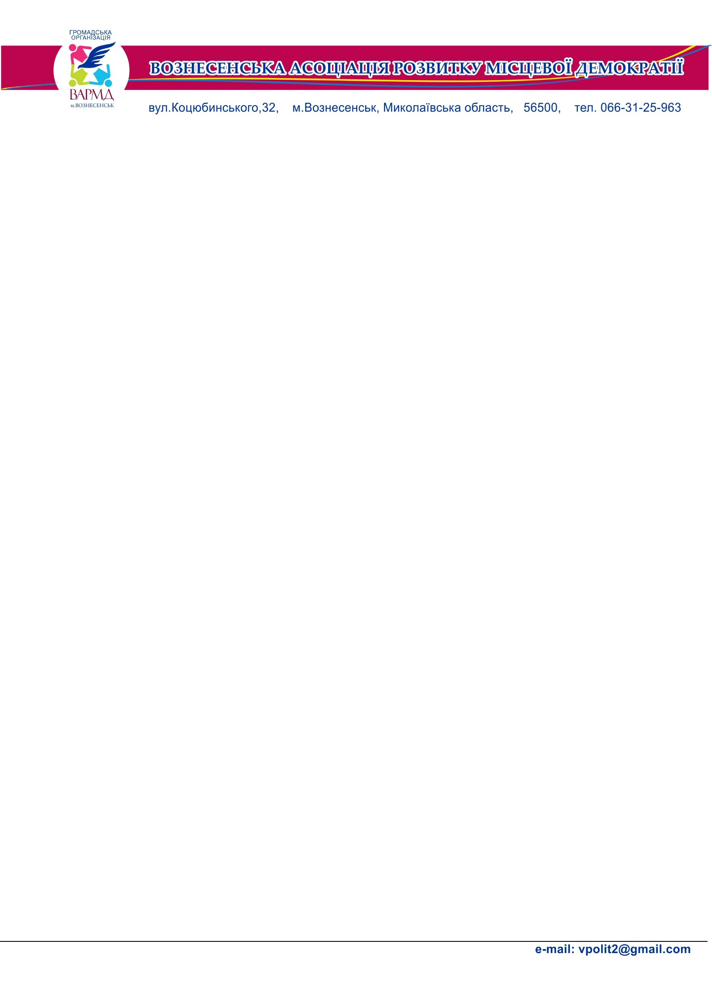 ГРОМАДСЬКА
ОРГАНІЗАЦІЯ
ВОЗНЕСЕНСЬКА АСОЦІАЦІЯ РОЗВИТКУ МІСЦЕВОЇ ДЕМОКРАТІЇ
ВАРМД
м.ВОЗНЕСЕНСЬК
вул.Коцюбинського,32, м.Вознесенськ, Миколаївська область, 56500, тел. 066-31-25-963
e-mail: vpolit2@gmail.com